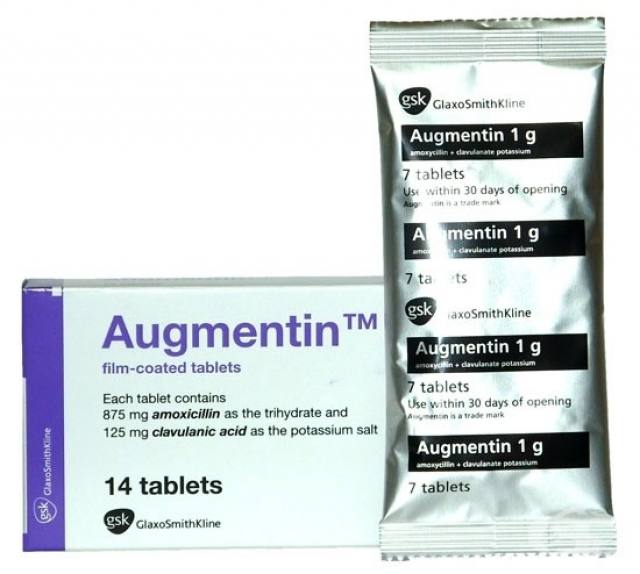 Augmentin™
film-coated tablets
Each tablet contains
875 mg amoxicillin as the trihydrate and
125 mg clavulanic acid as the potassium salt
14 tablets
gsk GlaxoSmithKline
gsk GlaxoSmithKline
gsk GlaxoSmithKline
Augmentin 1 g
amoxycillin + clavulanate potassium
7 tablets
Use within 30 days of opening
Augmentin is a trade mark
Augmentin 1 g
amoxycillin + clavulanate potassium
7 tablets
gsk GlaxoSmithKline
Augmentin 1 g
amoxycillin + clavulanate potassium
7 tablets
Use within 30 days of opening
Augmentin is a trade mark
Augmentin 1 g
amoxycillin + clavulanate potassium
7 tablets